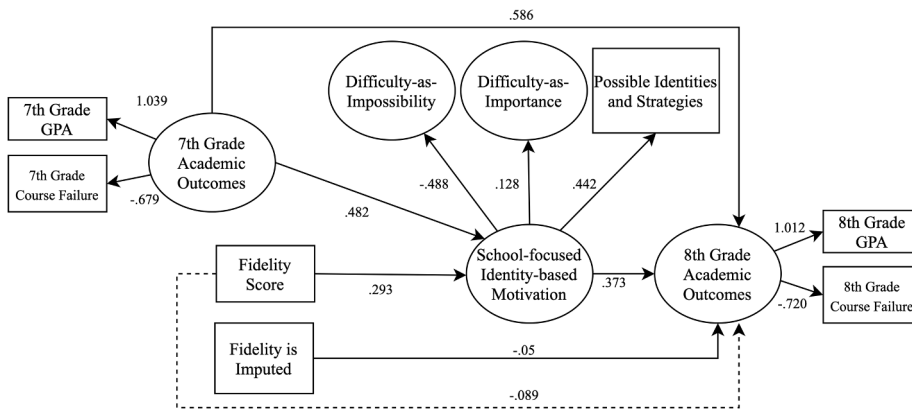 .586
Difficulty-as-
Impossibility
Difficulty-as-
Importance
Possible Identities
and Strategies
7th Grade
GPA
1.039
7th Grade
Academic
Outcomes
7th Grade
Course Failure
-.679
-.488
.128
.442
.482
8th Grade
GPA
1.012
Fidelity
Score
.293
School-focused
Identity-based
Motivation
.373
8th Grade
Academic
Outcomes
8th Grade
Course Failure
-.720
Fidelity is
Imputed
-.05
-.089